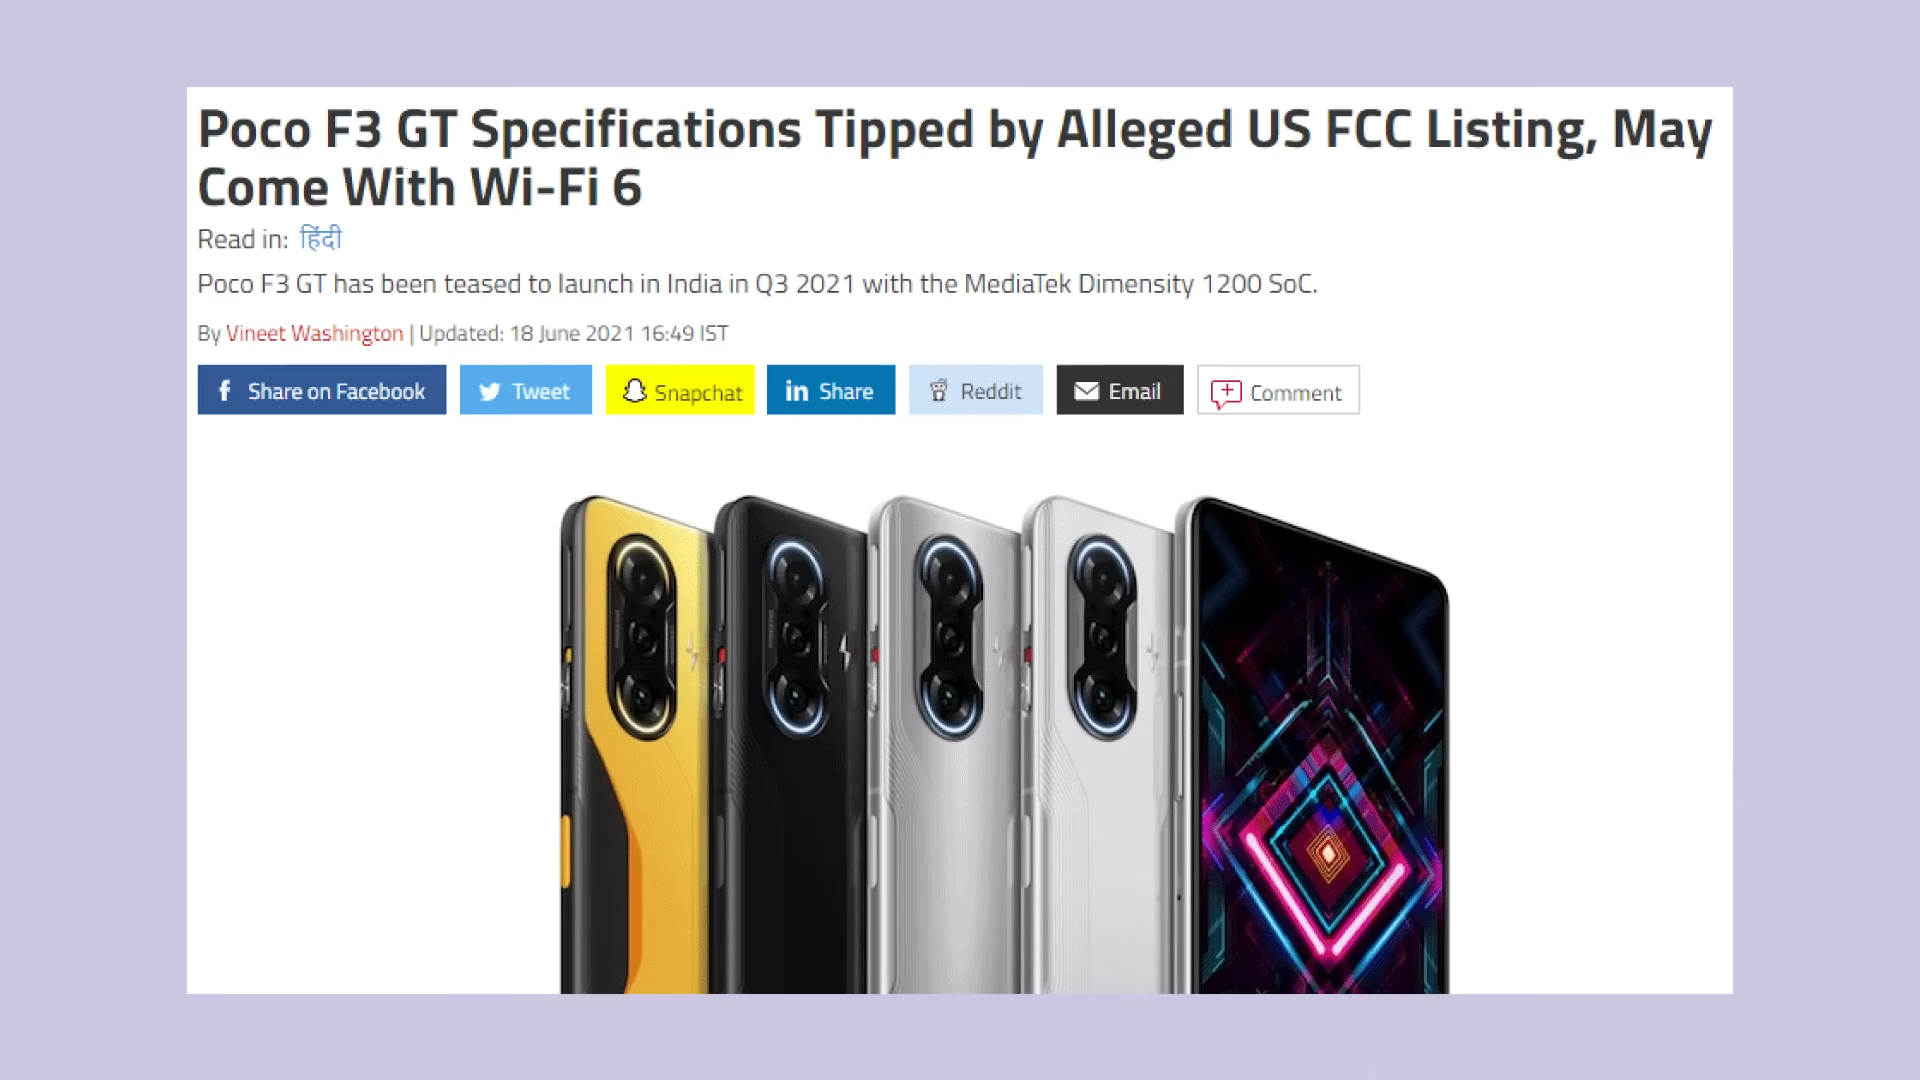 Poco F3 GT Specifications Tipped by Alleged US FCC Listing, May
Come With Wi-Fi 6
Read in: हिंदी
Poco F3 GT has been teased to launch in India in Q3 2021 with the MediaTek Dimensity 1200 SoC.
By Vineet Washington | Updated: 18 June 2021 16:49 IST
Share on Facebook Tweet Snapchat Share Reddit Email Comment